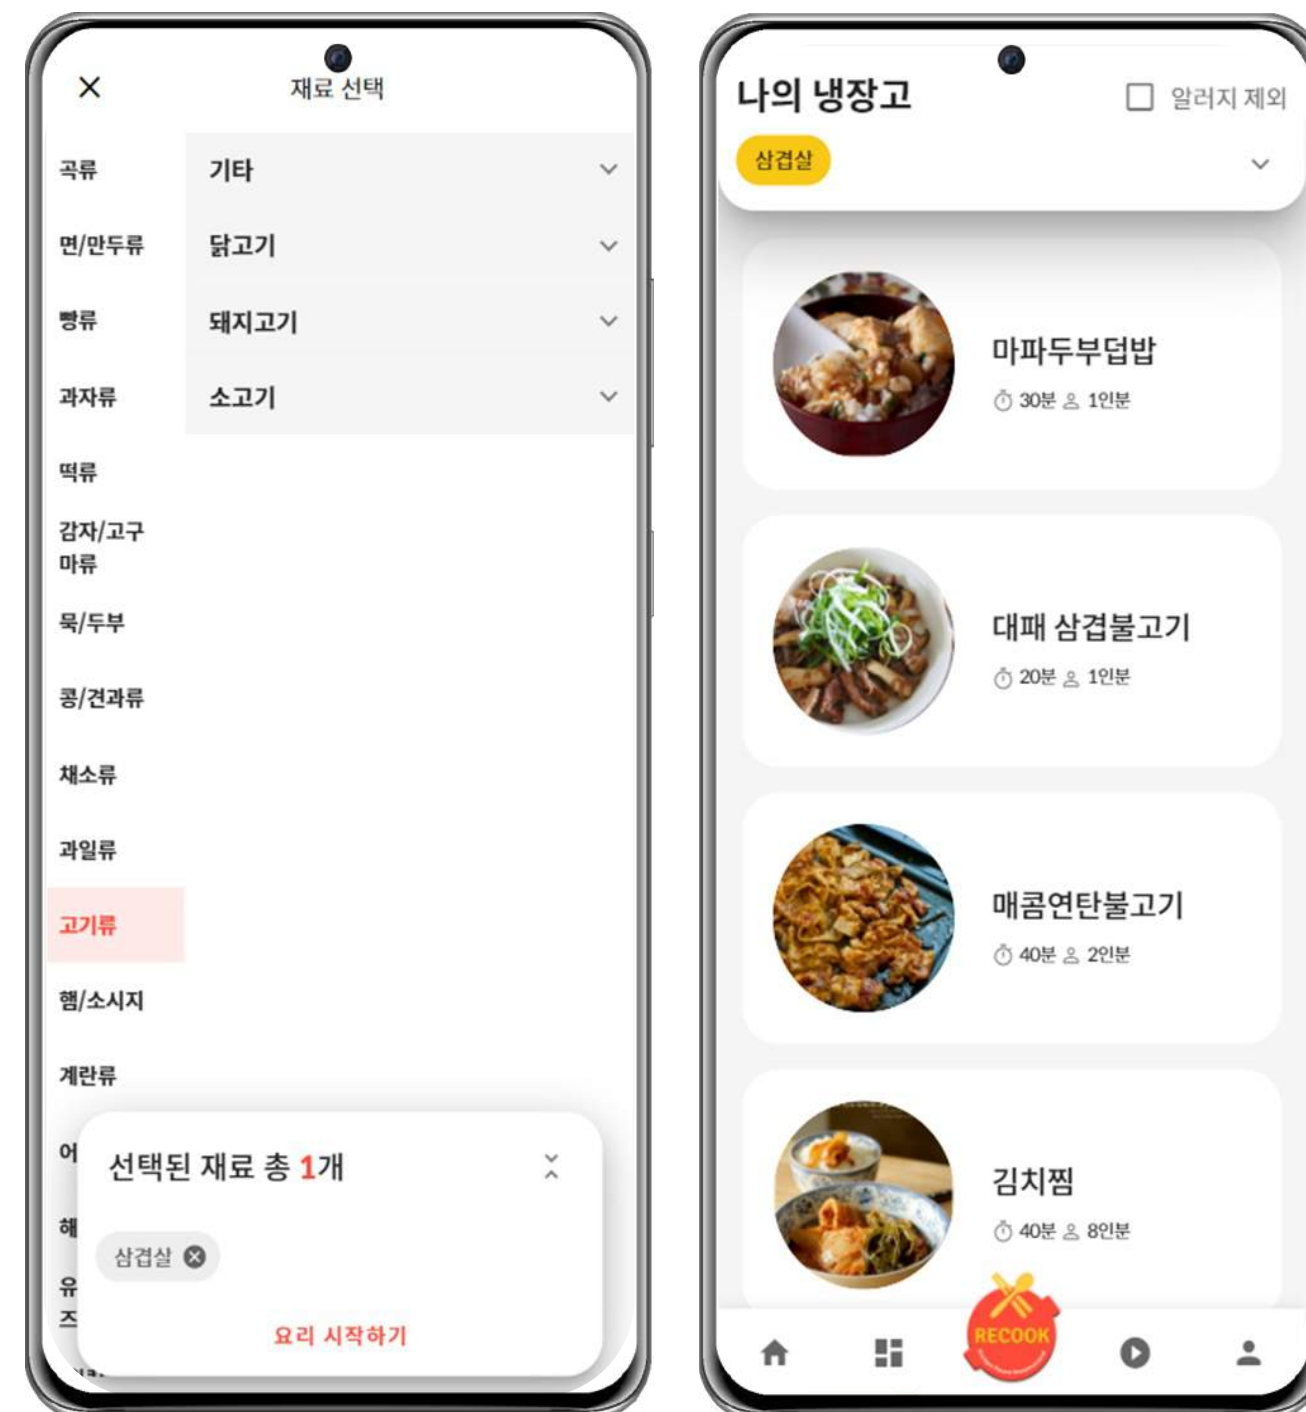 재료 선택
곡류
기타
면/만두류
닭고기
빵류
돼지고기
과자류
소고기
떡류
감자/고구
마류
묵/두부
콩/견과류
채소류
과일류
고기류
햄/소시지
계란류
어
해
유
즈
선택된 재료 총 1개
삼겹살
요리 시작하기
나의 냉장고
알러지 제외
삼겹살
마파두부덮밥
30분 1인분
대패 삼겹불고기
20분 1인분
매콤연탄불고기
40분 2인분
김치찜
40분 8인분
RECOOK